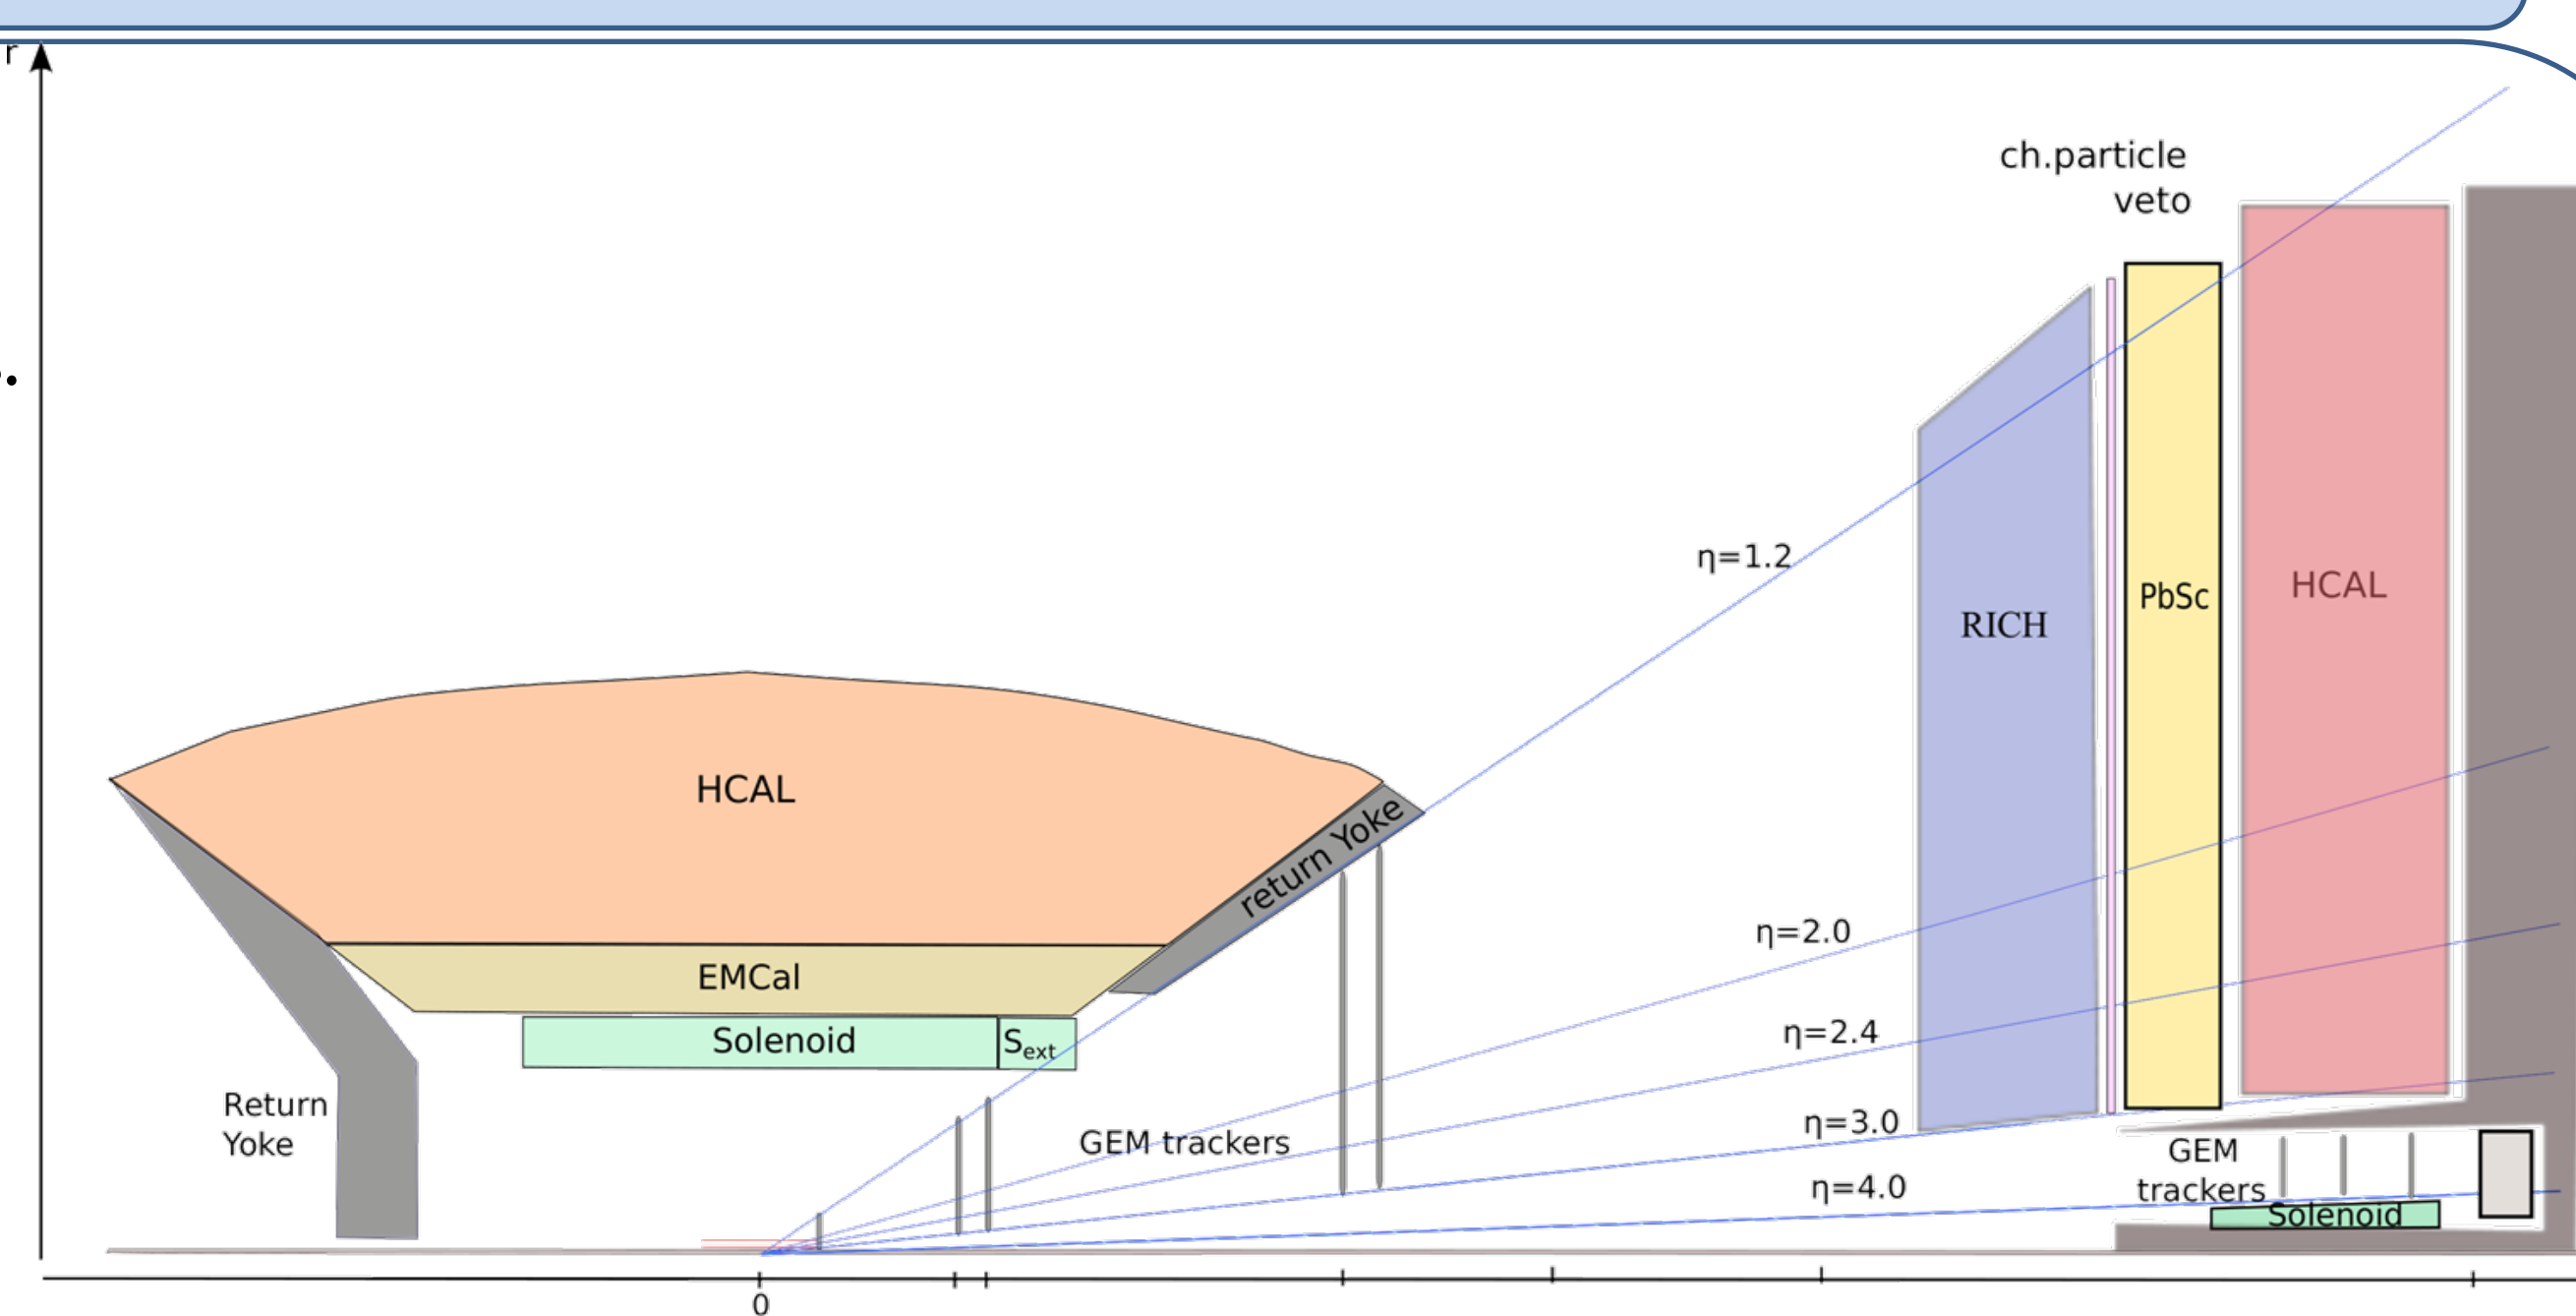 r
ch.particle
veto
η=1.2
PbSc
HCAL
RICH
HCAL
return Yoke
η=2.0
EMCal
η=2.4
Solenoid
S_ext
Return
Yoke
GEM trackers
η=3.0
GEM
trackers
η=4.0
Solenoid
0